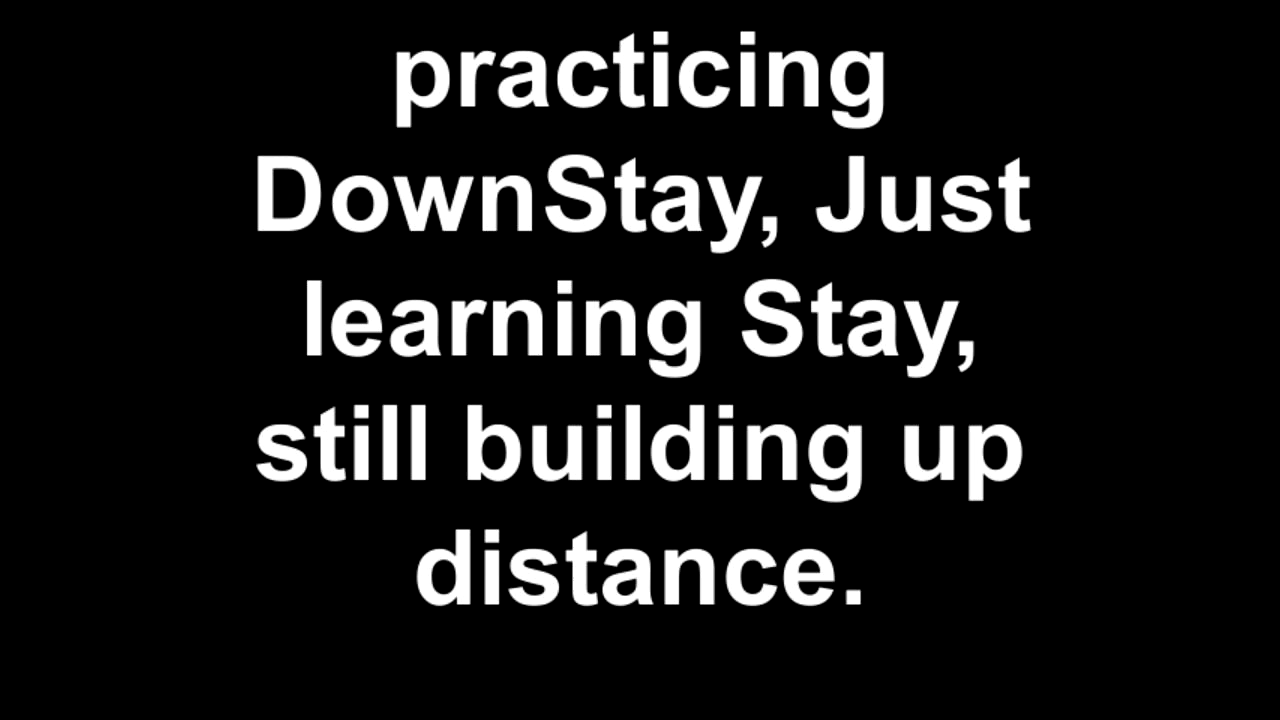 practicing
DownStay, Just
learning Stay,
still building up
distance.